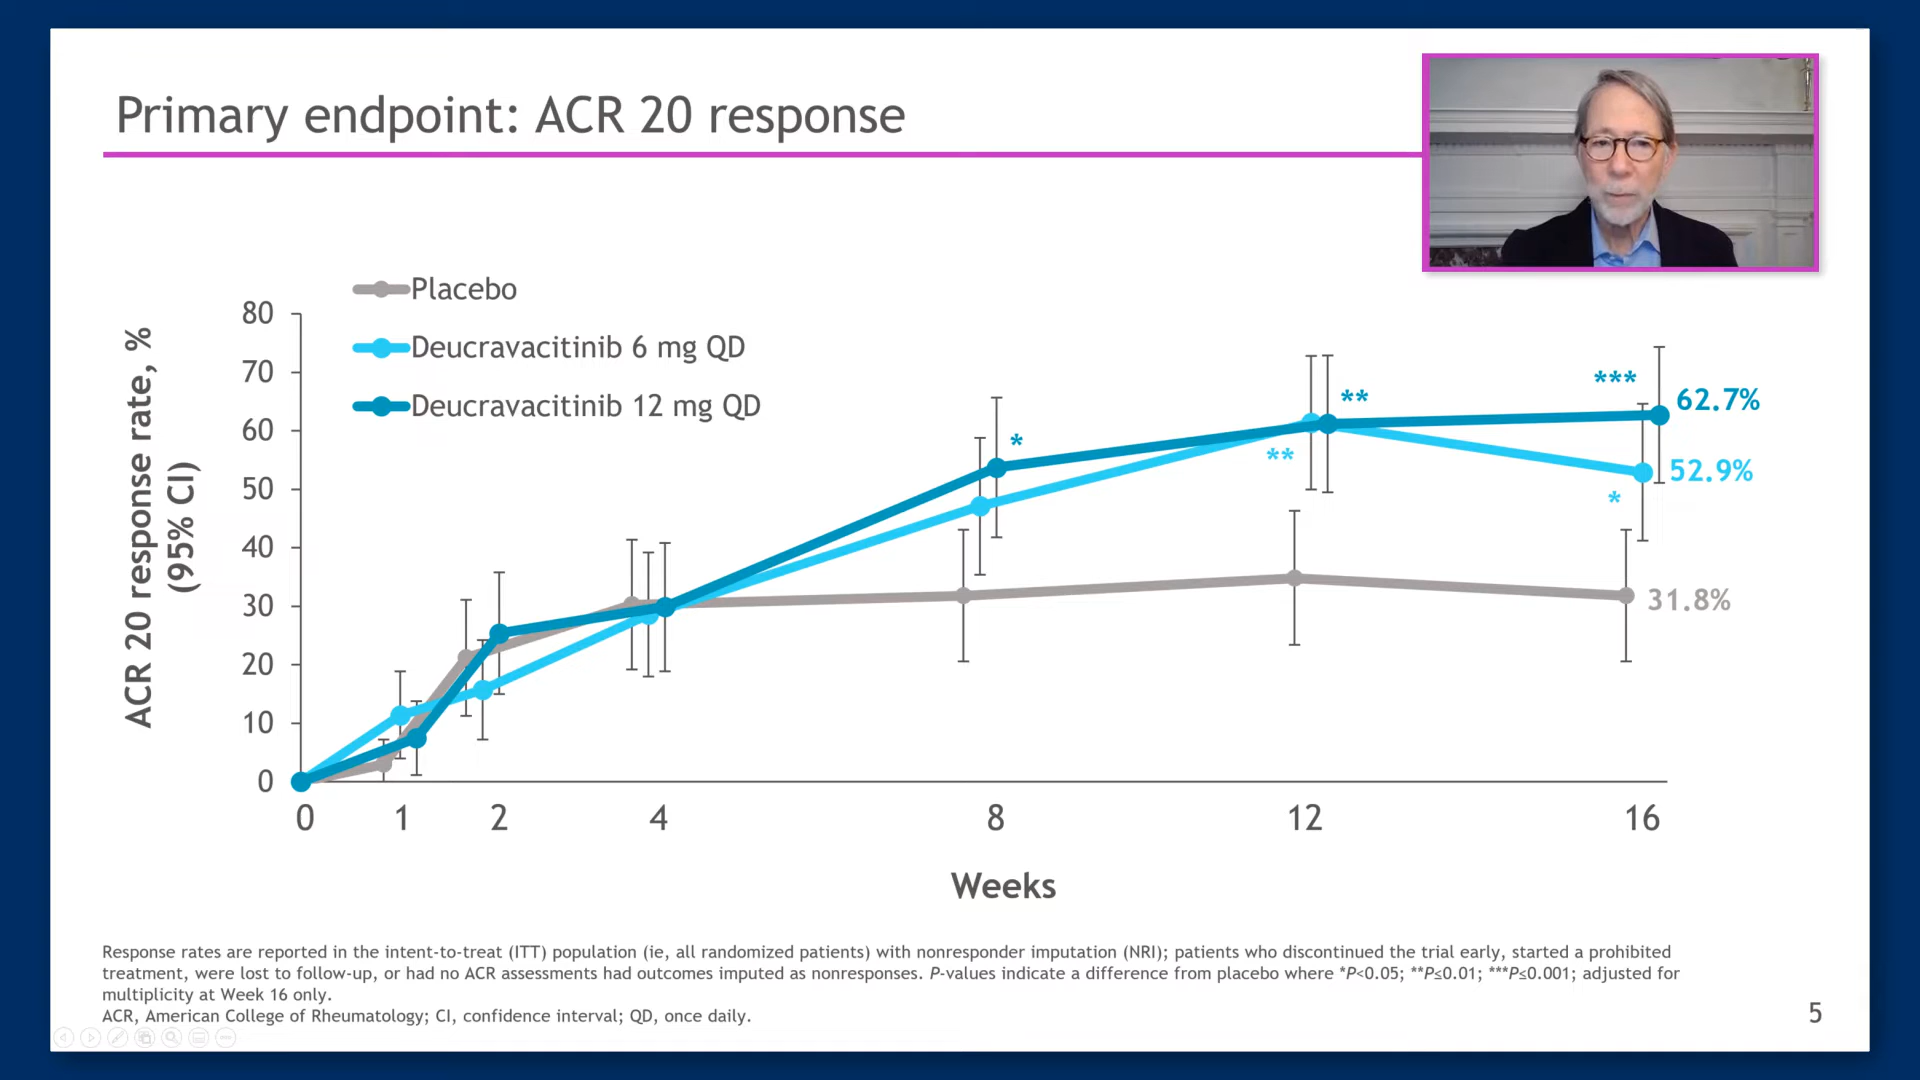 Primary endpoint: ACR 20 response
Placebo
Deucravacitinib 6 mg QD
Deucravacitinib 12 mg QD
ACR 20 response rate, %
(95% CI)
80
70
60
50
40
30
20
10
0
*
**
**
***
62.7%
52.9%
*
31.8%
0 1 2 4 8 12 16
Weeks
Response rates are reported in the intent-to-treat (ITT) population (ie, all randomized patients) with nonresponder imputation (NRI); patients who discontinued the trial early, started a prohibited
treatment, were lost to follow-up, or had no ACR assessments had outcomes imputed as nonresponses. P-values indicate a difference from placebo where *P<0.05; **P≤0.01; ***P≤0.001; adjusted for
multiplicity at Week 16 only.
ACR, American College of Rheumatology; CI, confidence interval; QD, once daily.
5